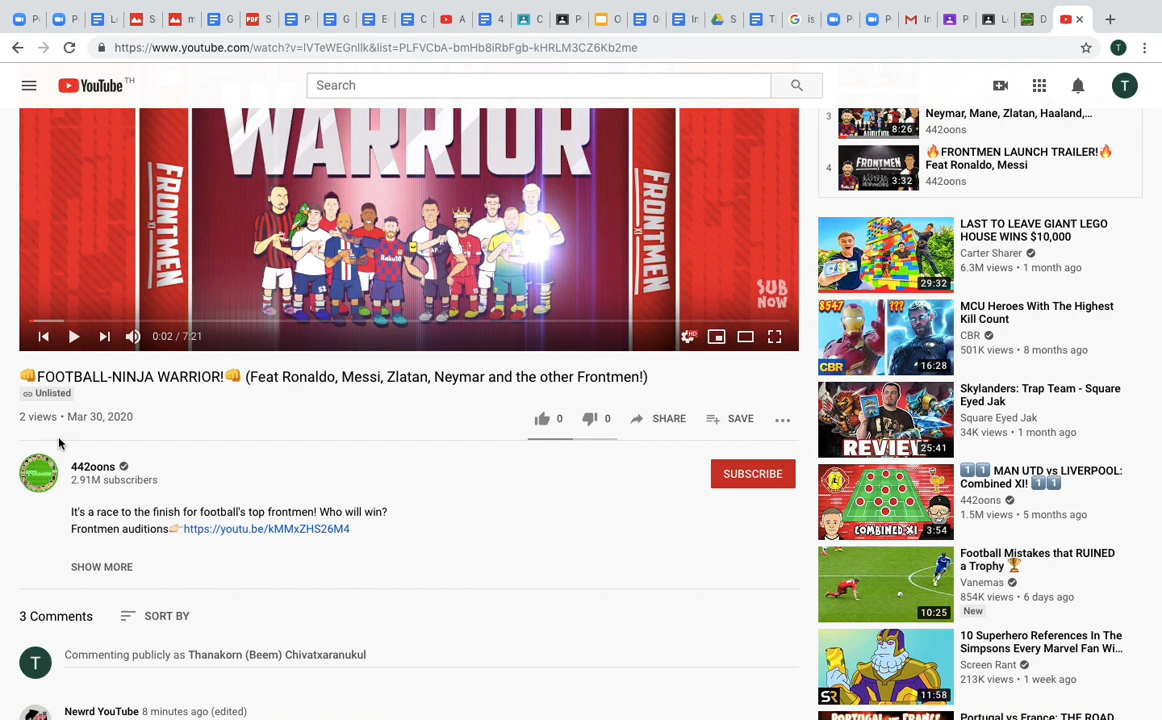 https://www.youtube.com/watch?v=lVTeWEGnllk&list=PLFVCbA-bmHb8iRbFgb-kHRLM3CZ6Kb2me
YouTube TH
Search
T
WARRIOR
FRONTMEN
XI
FRONTMEN
XI
SUB
NOW
0:02 / 7:21
HD
👊FOOTBALL-NINJA WARRIOR!👊 (Feat Ronaldo, Messi, Zlatan, Neymar and the other Frontmen!)
Unlisted
2 views • Mar 30, 2020
0
0
SHARE
SAVE
442oons
2.91M subscribers
SUBSCRIBE
It's a race to the finish for football's top frontmen! Who will win?
Frontmen auditions👉🏻https://youtu.be/kMMxZHS26M4
SHOW MORE
3 Comments
SORT BY
T
Commenting publicly as Thanakorn (Beem) Chivatxaranukul
Newrd YouTube 8 minutes ago (edited)
3
8:26
Neymar, Mane, Zlatan, Haaland,...
442oons
4
FRONTMEN
3:32
🔥FRONTMEN LAUNCH TRAILER!🔥
Feat Ronaldo, Messi
442oons
29:32
LAST TO LEAVE GIANT LEGO
HOUSE WINS $10,000
Carter Sharer
6.3M views • 1 month ago
8547
???
CBR
16:28
MCU Heroes With The Highest
Kill Count
CBR
501K views • 8 months ago
REVIEW
25:41
Skylanders: Trap Team - Square
Eyed Jak
Square Eyed Jak
34K views • 1 month ago
COMBINED XI
3:54
1️⃣1️⃣ MAN UTD vs LIVERPOOL:
Combined XI! 1️⃣1️⃣
442oons
1.5M views • 5 months ago
10:25
Football Mistakes that RUINED
a Trophy 🏆
Vanemas
854K views • 6 days ago
New
SR
11:58
10 Superhero References In The
Simpsons Every Marvel Fan Wi...
Screen Rant
213K views • 1 week ago
Portugal vs France: THE ROAD